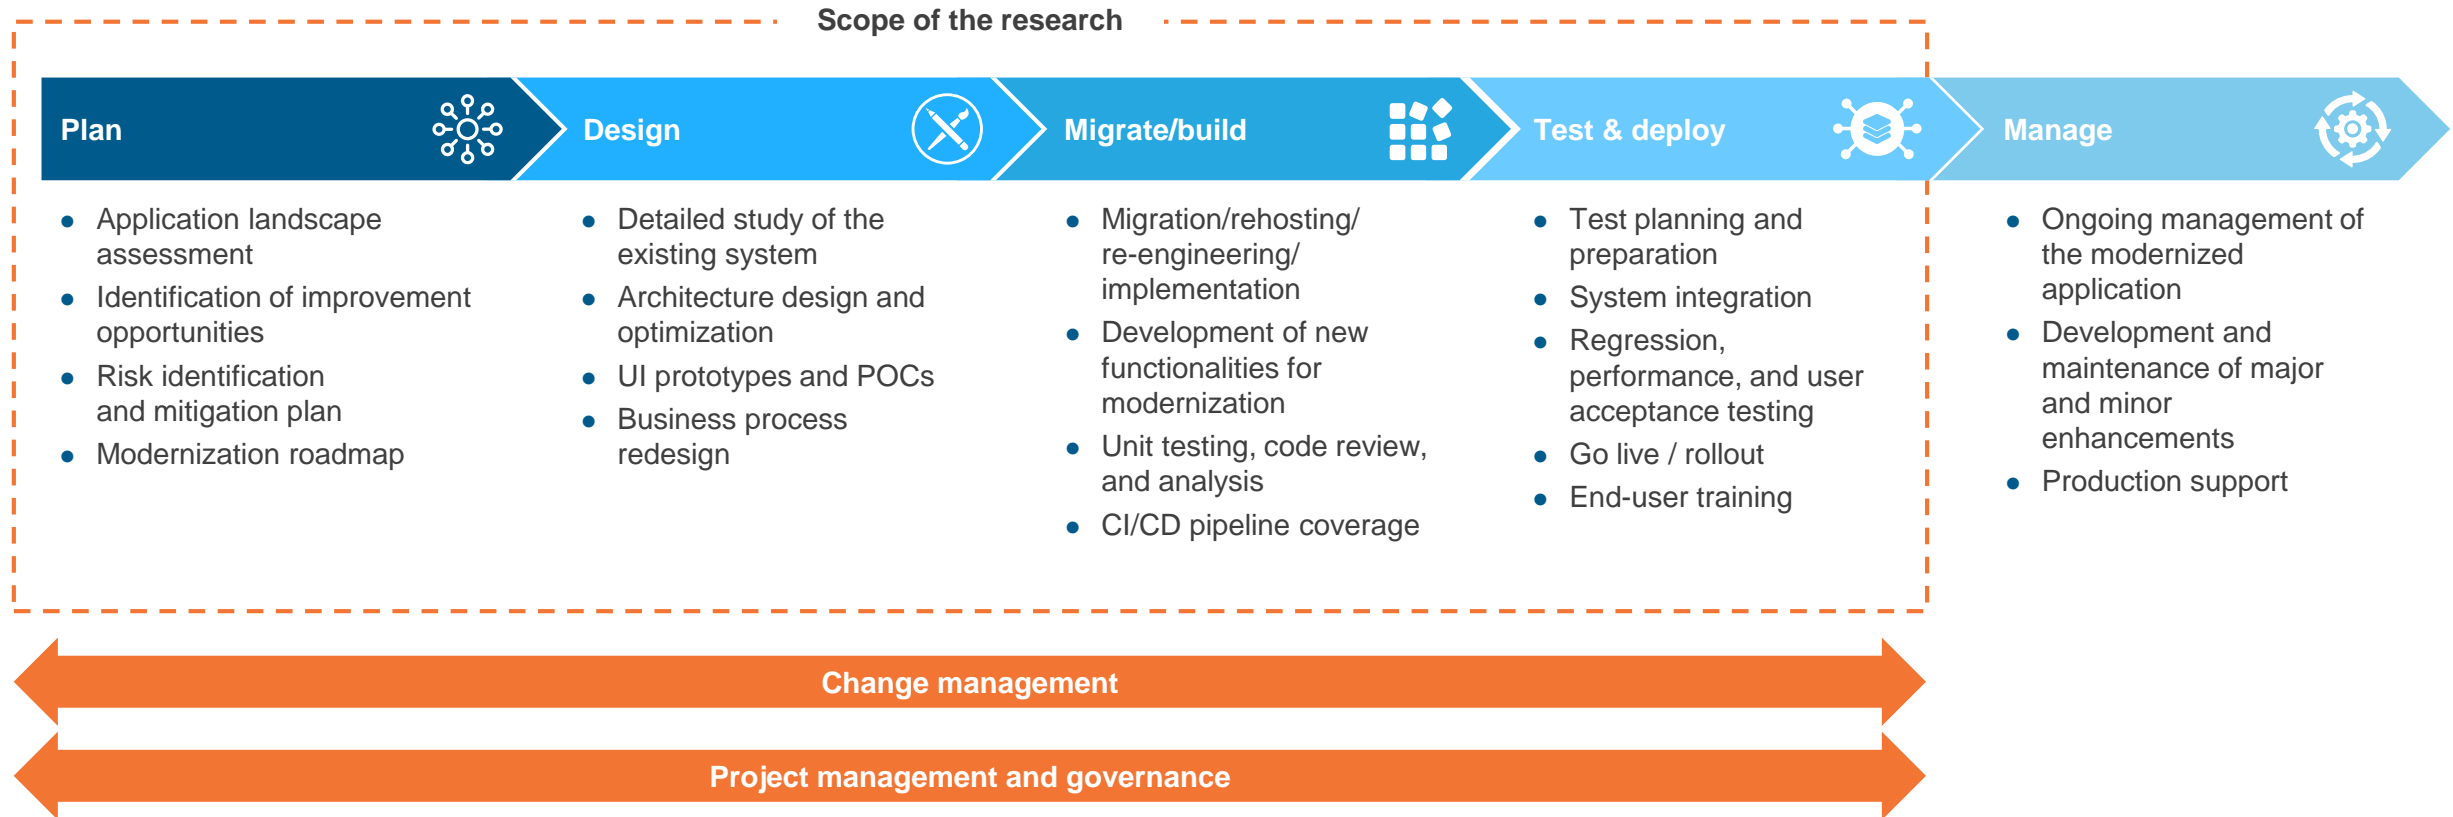 Scope of the research
Plan
Design
Migrate/build
Test & deploy
Manage
● Application landscape
assessment
● Identification of improvement
opportunities
● Risk identification
and mitigation plan
● Modernization roadmap
● Detailed study of the
existing system
● Architecture design and
optimization
● UI prototypes and POCs
● Business process
redesign
● Migration/rehosting/
re-engineering/
implementation
● Development of new
functionalities for
modernization
● Unit testing, code review,
and analysis
● CI/CD pipeline coverage
● Test planning and
preparation
● System integration
● Regression,
performance, and user
acceptance testing
● Go live / rollout
● End-user training
● Ongoing management of
the modernized
application
● Development and
maintenance of major
and minor
enhancements
● Production support
Change management
Project management and governance